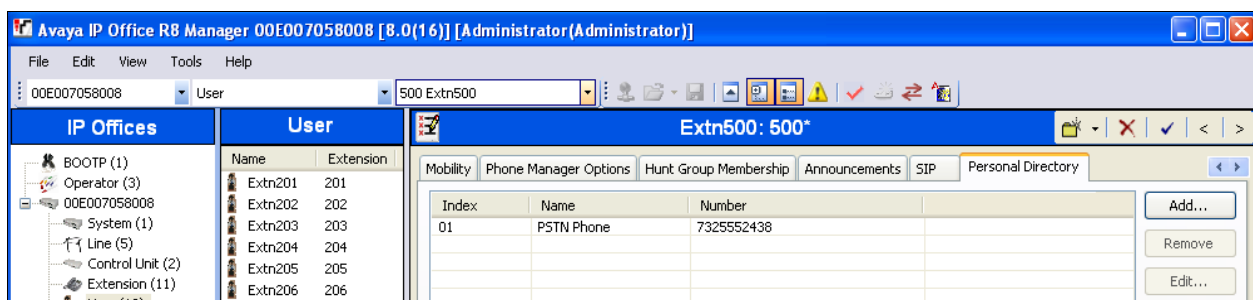 Avaya IP Office R8 Manager 00E007058008 [8.0(16)] [Administrator(Administrator)]
File Edit View Tools Help
00E007058008 User 500 Extn500
IP Offices User Extn500: 500*
BOOTP (1)
Operator (3)
00E007058008
System (1)
Line (5)
Control Unit (2)
Extension (11)
Name Extension
Extn201 201
Extn202 202
Extn203 203
Extn204 204
Extn205 205
Extn206 206
Mobility Phone Manager Options Hunt Group Membership Announcements SIP Personal Directory
Index Name Number
01 PSTN Phone 7325552438
Add...
Remove
Edit...